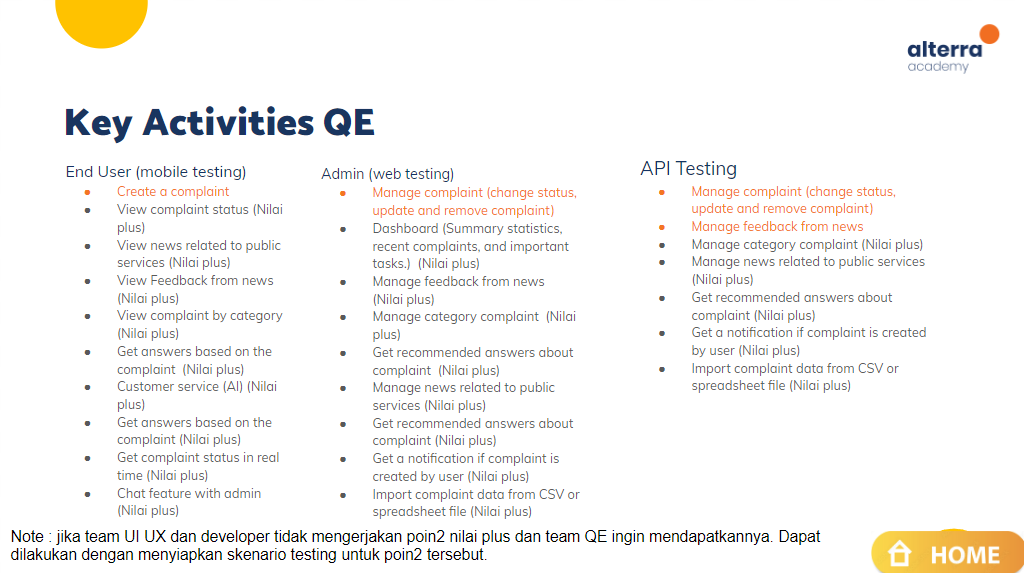 alterra
academy
Key Activities QE
End User (mobile testing)
● Create a complaint
● View complaint status (Nilai
plus)
● View news related to public
services (Nilai plus)
● View Feedback from news
(Nilai plus)
● View complaint by category
(Nilai plus)
● Get answers based on the
complaint (Nilai plus)
● Customer service (AI) (Nilai
plus)
● Get answers based on the
complaint (Nilai plus)
● Get complaint status in real
time (Nilai plus)
● Chat feature with admin
(Nilai plus)
Admin (web testing)
● Manage complaint (change status,
update and remove complaint)
● Dashboard (Summary statistics,
recent complaints, and important
tasks.) (Nilai plus)
● Manage feedback from news
(Nilai plus)
● Manage category complaint (Nilai
plus)
● Get recommended answers about
complaint (Nilai plus)
● Manage news related to public
services (Nilai plus)
● Get recommended answers about
complaint (Nilai plus)
● Get a notification if complaint is
created by user (Nilai plus)
● Import complaint data from CSV or
spreadsheet file (Nilai plus)
API Testing
● Manage complaint (change status,
update and remove complaint)
● Manage feedback from news
● Manage category complaint (Nilai plus)
● Manage news related to public services
(Nilai plus)
● Get recommended answers about
complaint (Nilai plus)
● Get a notification if complaint is created
by user (Nilai plus)
● Import complaint data from CSV or
spreadsheet file (Nilai plus)
Note : jika team UI UX dan developer tidak mengerjakan poin2 nilai plus dan team QE ingin mendapatkannya. Dapat
dilakukan dengan menyiapkan skenario testing untuk poin2 tersebut.
HOME